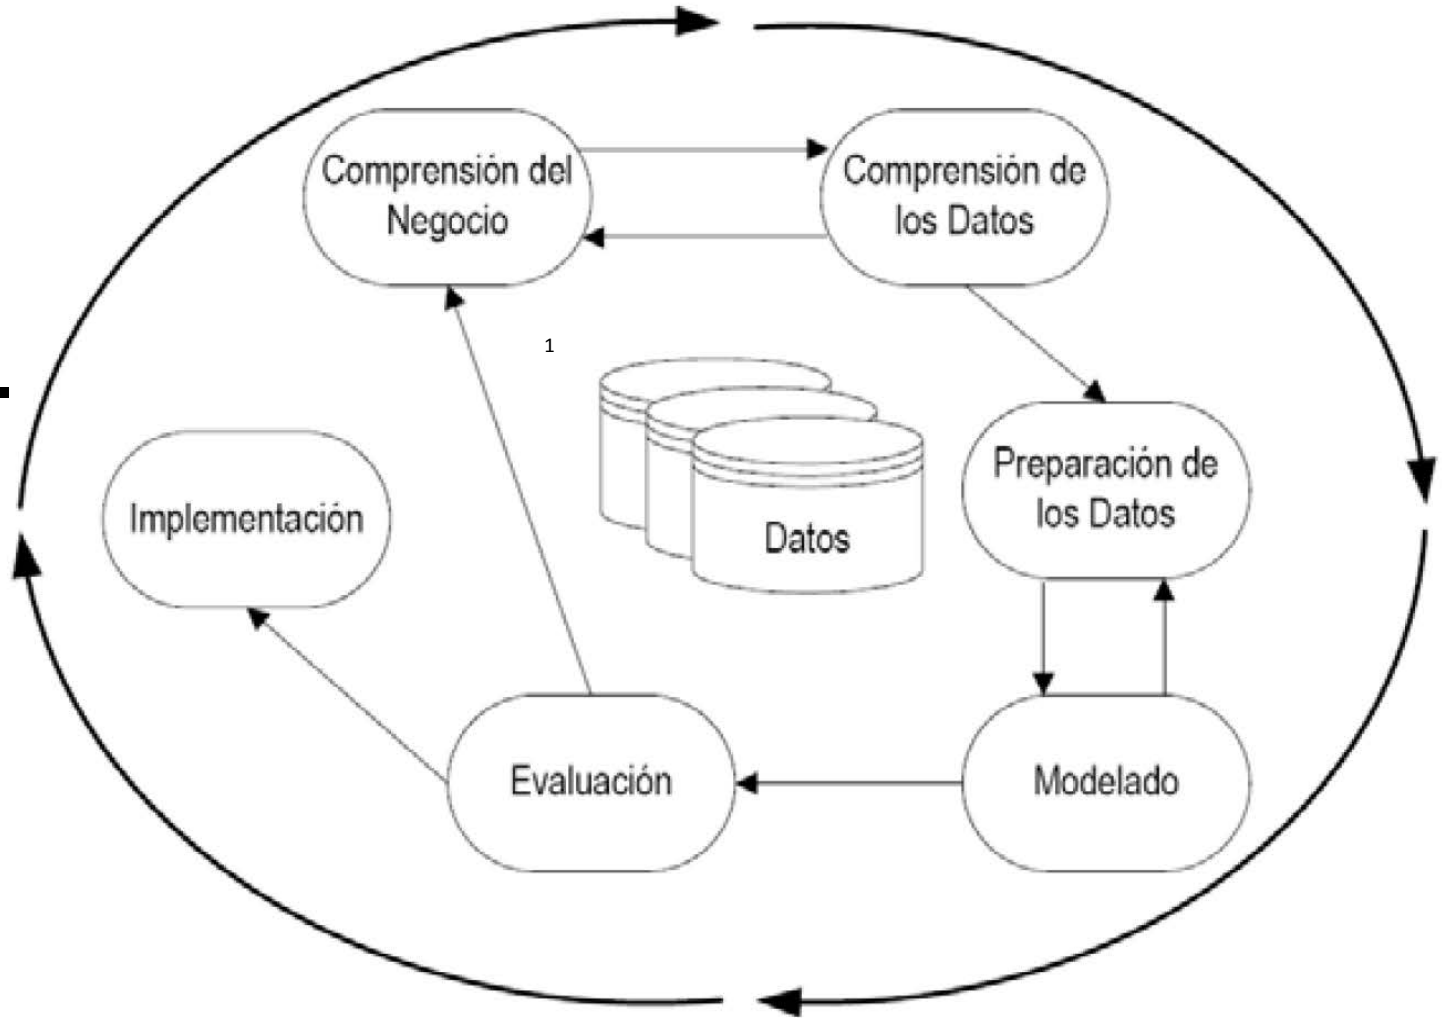 Comprensión del
Negocio
Comprensión de
los Datos
1
Datos
Preparación de
los Datos
Implementación
Evaluación
Modelado